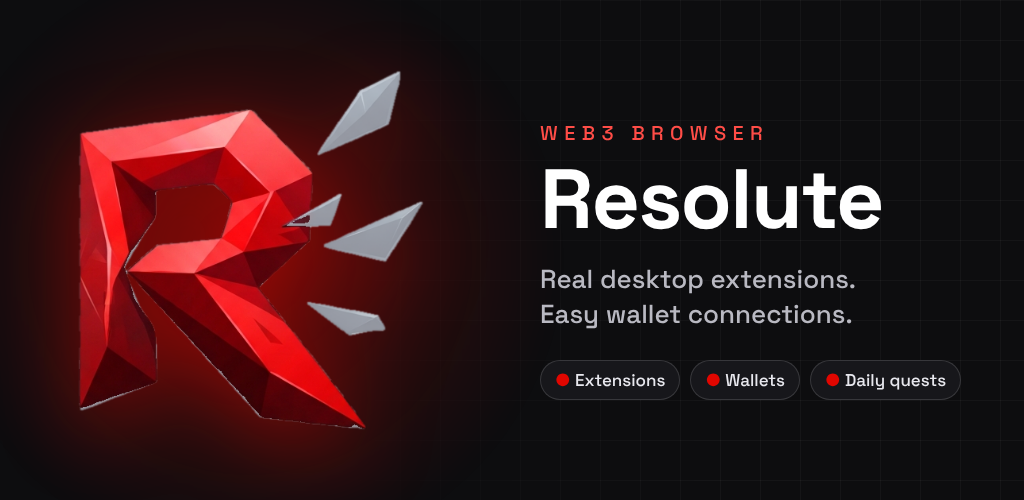 R
WEB3 BROWSER
Resolute
Real desktop extensions.
Easy wallet connections.
Extensions
Wallets
Daily quests